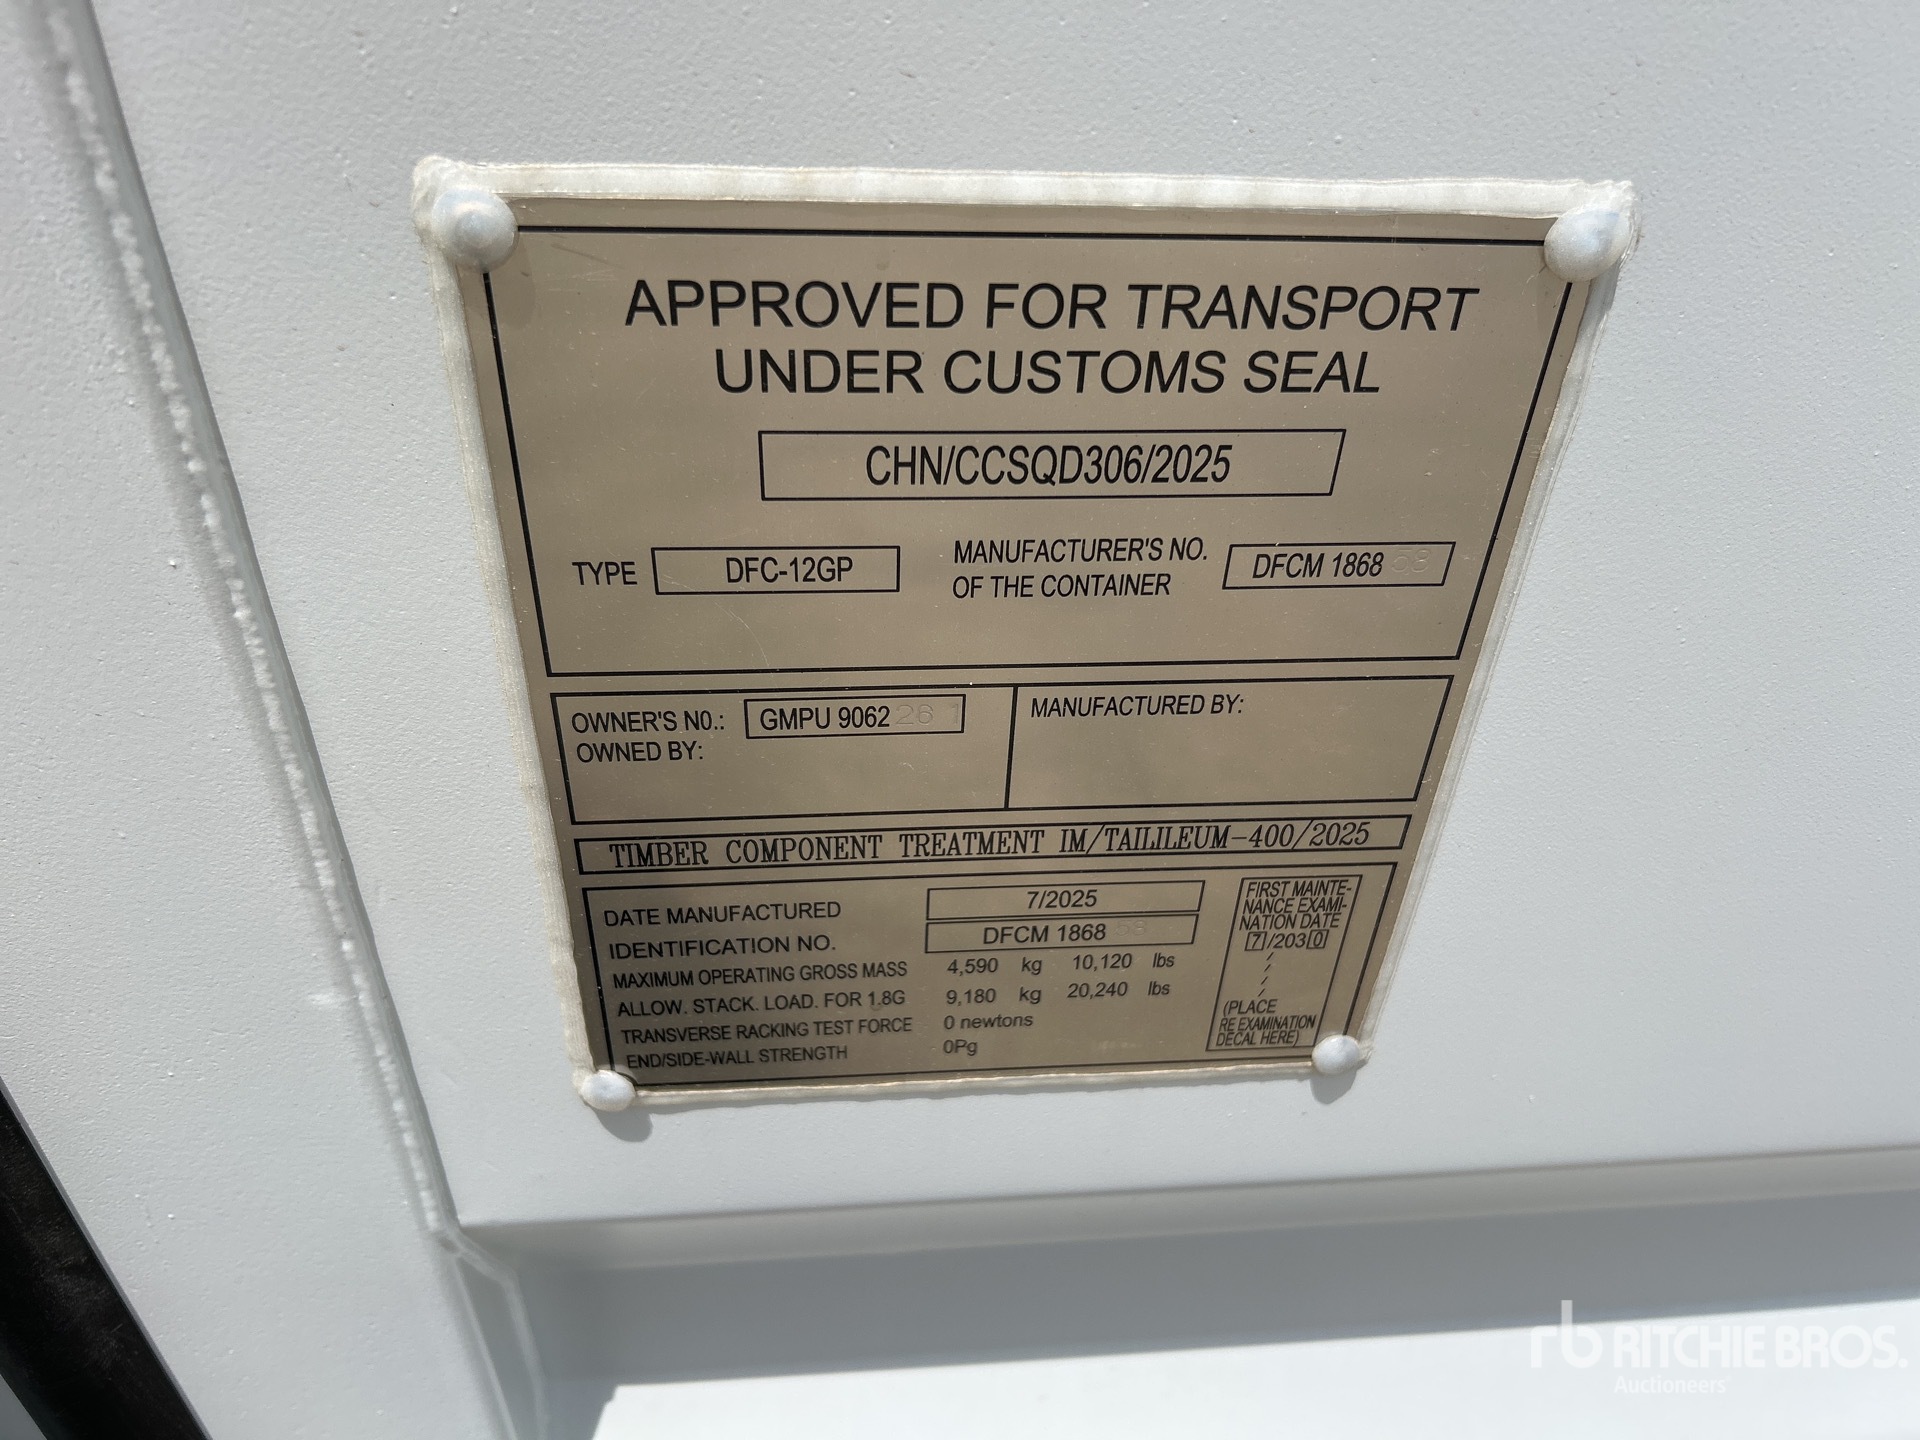 APPROVED FOR TRANSPORT
UNDER CUSTOMS SEAL
CHN/CCSQD306/2025
TYPE DFC-12GP MANUFACTURER'S NO. OF THE CONTAINER DFCM 1868
OWNER'S NO.: GMPU 9062 26 1
OWNED BY:
MANUFACTURED BY:
TIMBER COMPONENT TREATMENT IM/TAILILEUM-400/2025
DATE MANUFACTURED 7/2025
IDENTIFICATION NO. DFCM 1868
MAXIMUM OPERATING GROSS MASS 4,590 kg 10,120 lbs
ALLOW. STACK. LOAD. FOR 1.8G 9,180 kg 20,240 lbs
TRANSVERSE RACKING TEST FORCE 0 newtons
END/SIDE-WALL STRENGTH 0Pg
FIRST MAINTE-
NANCE EXAMI-
NATION DATE
7/2030
(PLACE
RE EXAMINATION
DECAL HERE)
rb RITCHIE BROS.
Auctioneers